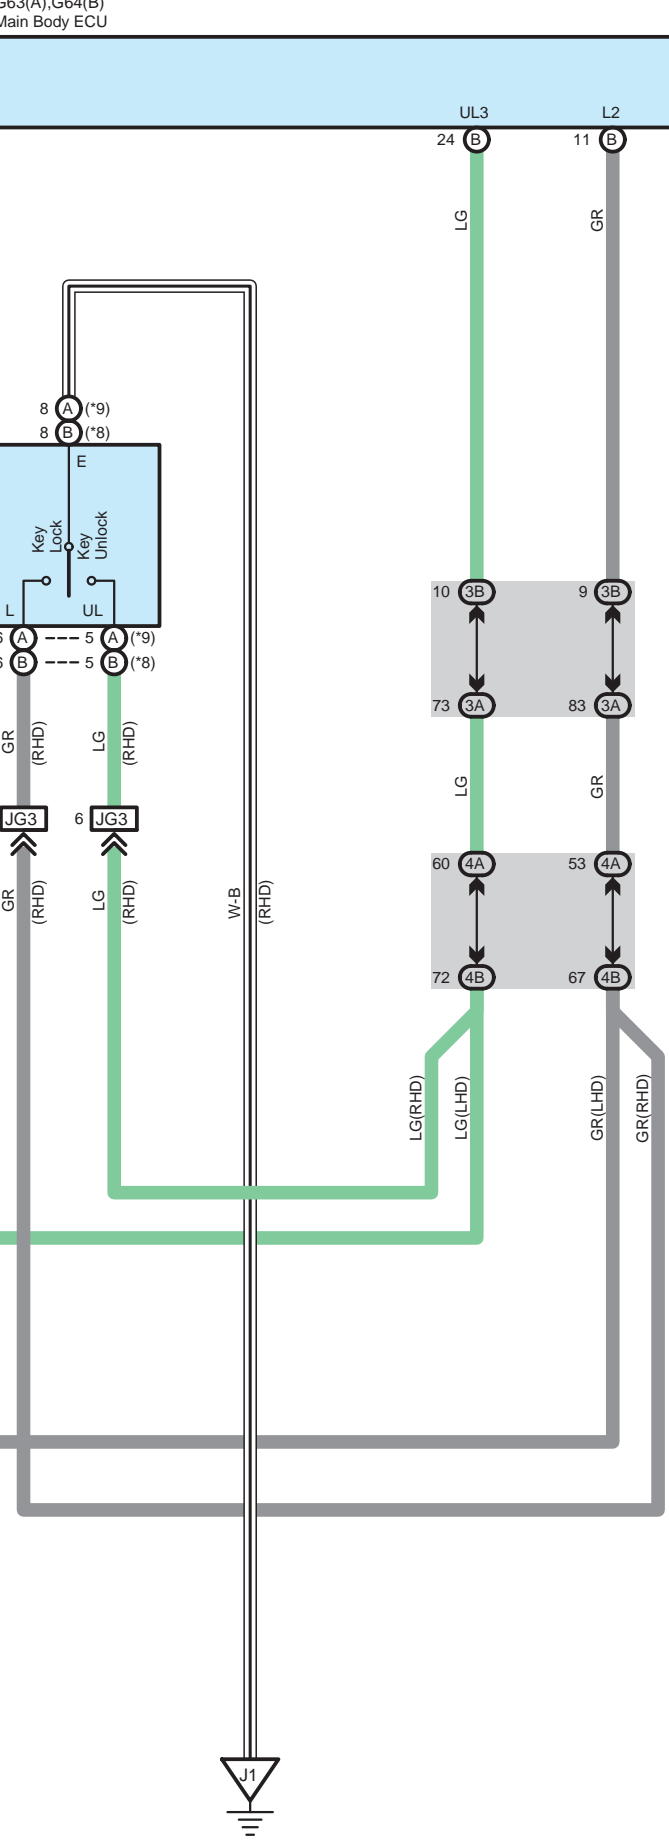 G63(A),G64(B)
Main Body ECU
UL3 L2
24 B 11 B
LG GR
8 A (*9)
8 B (*8)
E
Key Lock
Key Unlock
L UL
6 A 5 A (*9)
6 B 5 B (*8)
10 3B 9 3B
73 3A 83 3A
GR (RHD) LG (RHD)
LG GR
JG3 6 JG3
60 4A 53 4A
GR (RHD) LG (RHD) W-B (RHD)
72 4B 67 4B
LG(RHD) LG(LHD) GR(LHD) GR(RHD)
J1